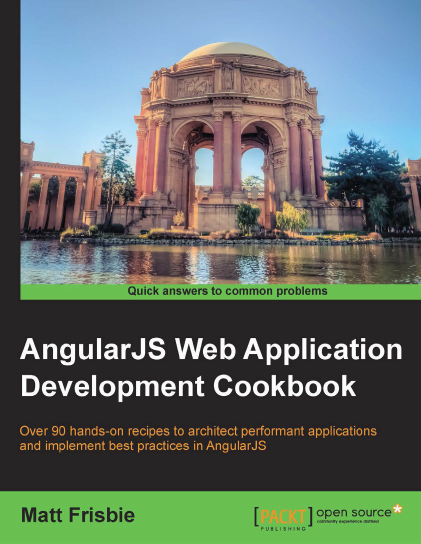 Quick answers to common problems
AngularJS Web Application
Development Cookbook
Over 90 hands-on recipes to architect performant applications
and implement best practices in AngularJS
Matt Frisbie
[PACKT] open source*
PUBLISHING community experience distilled